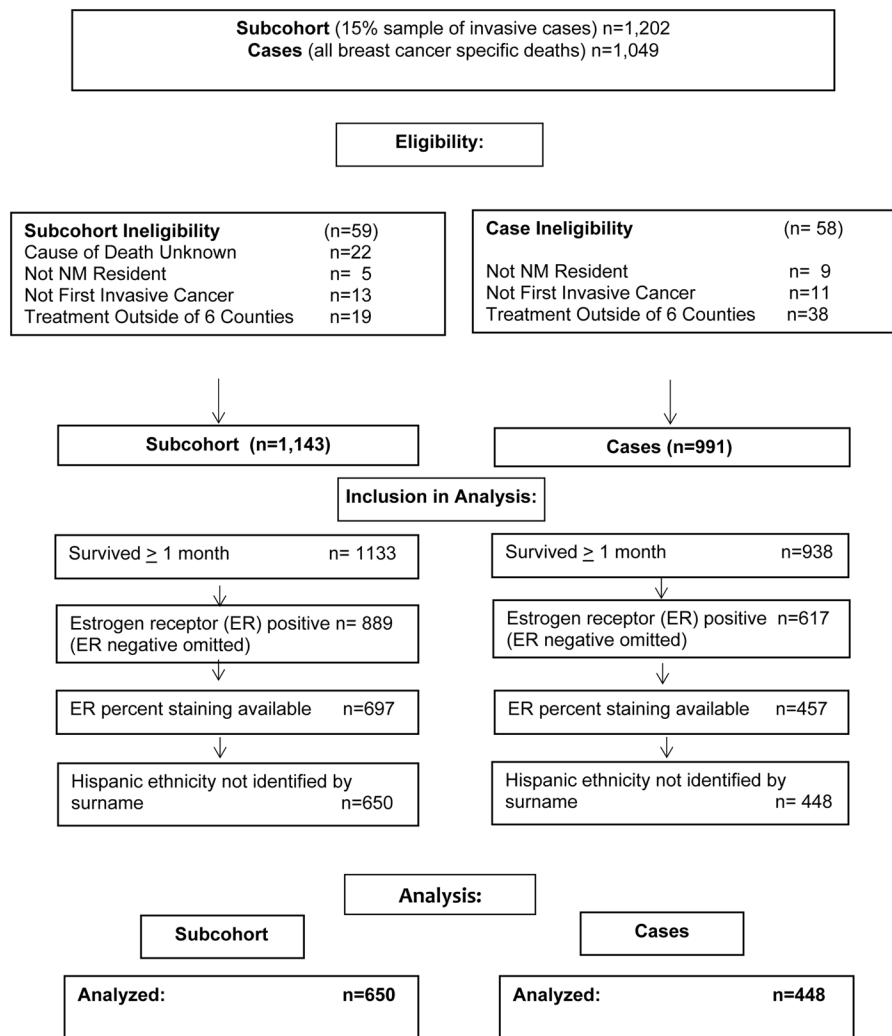 Subcohort (15% sample of invasive cases) n=1,202
Cases (all breast cancer specific deaths) n=1,049
Eligibility:
Subcohort Ineligibility (n=59)
Cause of Death Unknown n=22
Not NM Resident n= 5
Not First Invasive Cancer n=13
Treatment Outside of 6 Counties n=19
Case Ineligibility (n= 58)
Not NM Resident n= 9
Not First Invasive Cancer n=11
Treatment Outside of 6 Counties n=38
Subcohort (n=1,143)
Cases (n=991)
Inclusion in Analysis:
Survived ≥ 1 month n= 1133
Estrogen receptor (ER) positive n= 889
(ER negative omitted)
ER percent staining available n=697
Hispanic ethnicity not identified by
surname n=650
Survived ≥ 1 month n=938
Estrogen receptor (ER) positive n=617
(ER negative omitted)
ER percent staining available n=457
Hispanic ethnicity not identified by
surname n= 448
Analysis:
Subcohort
Cases
Analyzed: n=650
Analyzed: n=448